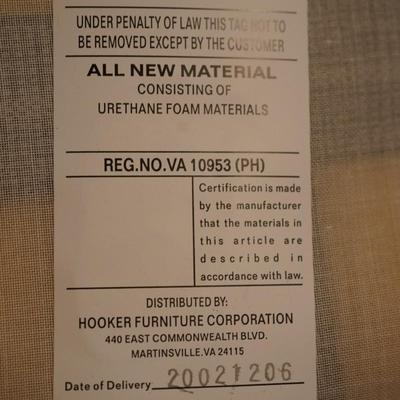 UNDER PENALTY OF LAW THIS TAG NOT TO
BE REMOVED EXCEPT BY THE CUSTOMER
ALL NEW MATERIAL
CONSISTING OF
URETHANE FOAM MATERIALS
REG.NO.VA 10953 (PH)
Certification is made
by the manufacturer
that the materials in
this article are
described in
accordance with law.
DISTRIBUTED BY:
HOOKER FURNITURE CORPORATION
440 EAST COMMONWEALTH BLVD.
MARTINSVILLE.VA 24115
Date of Delivery 20021206